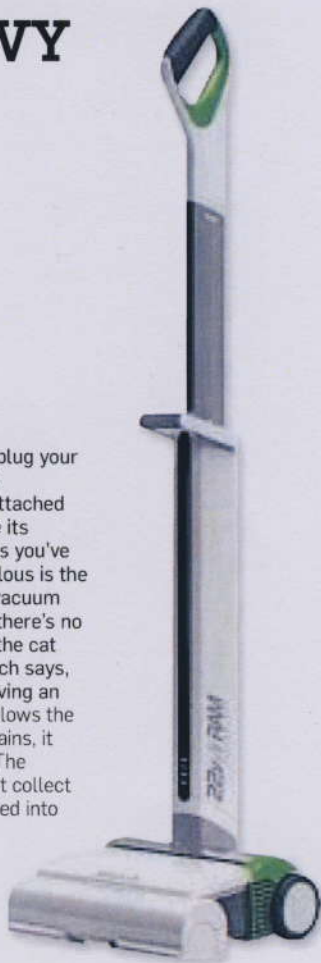 VY
plug your
ttached
its
s you've
lous is the
vacuum
there's no
the cat
ch says,
ving an
lows the
ains, it
The
t collect
ed into
22V AiRRAM